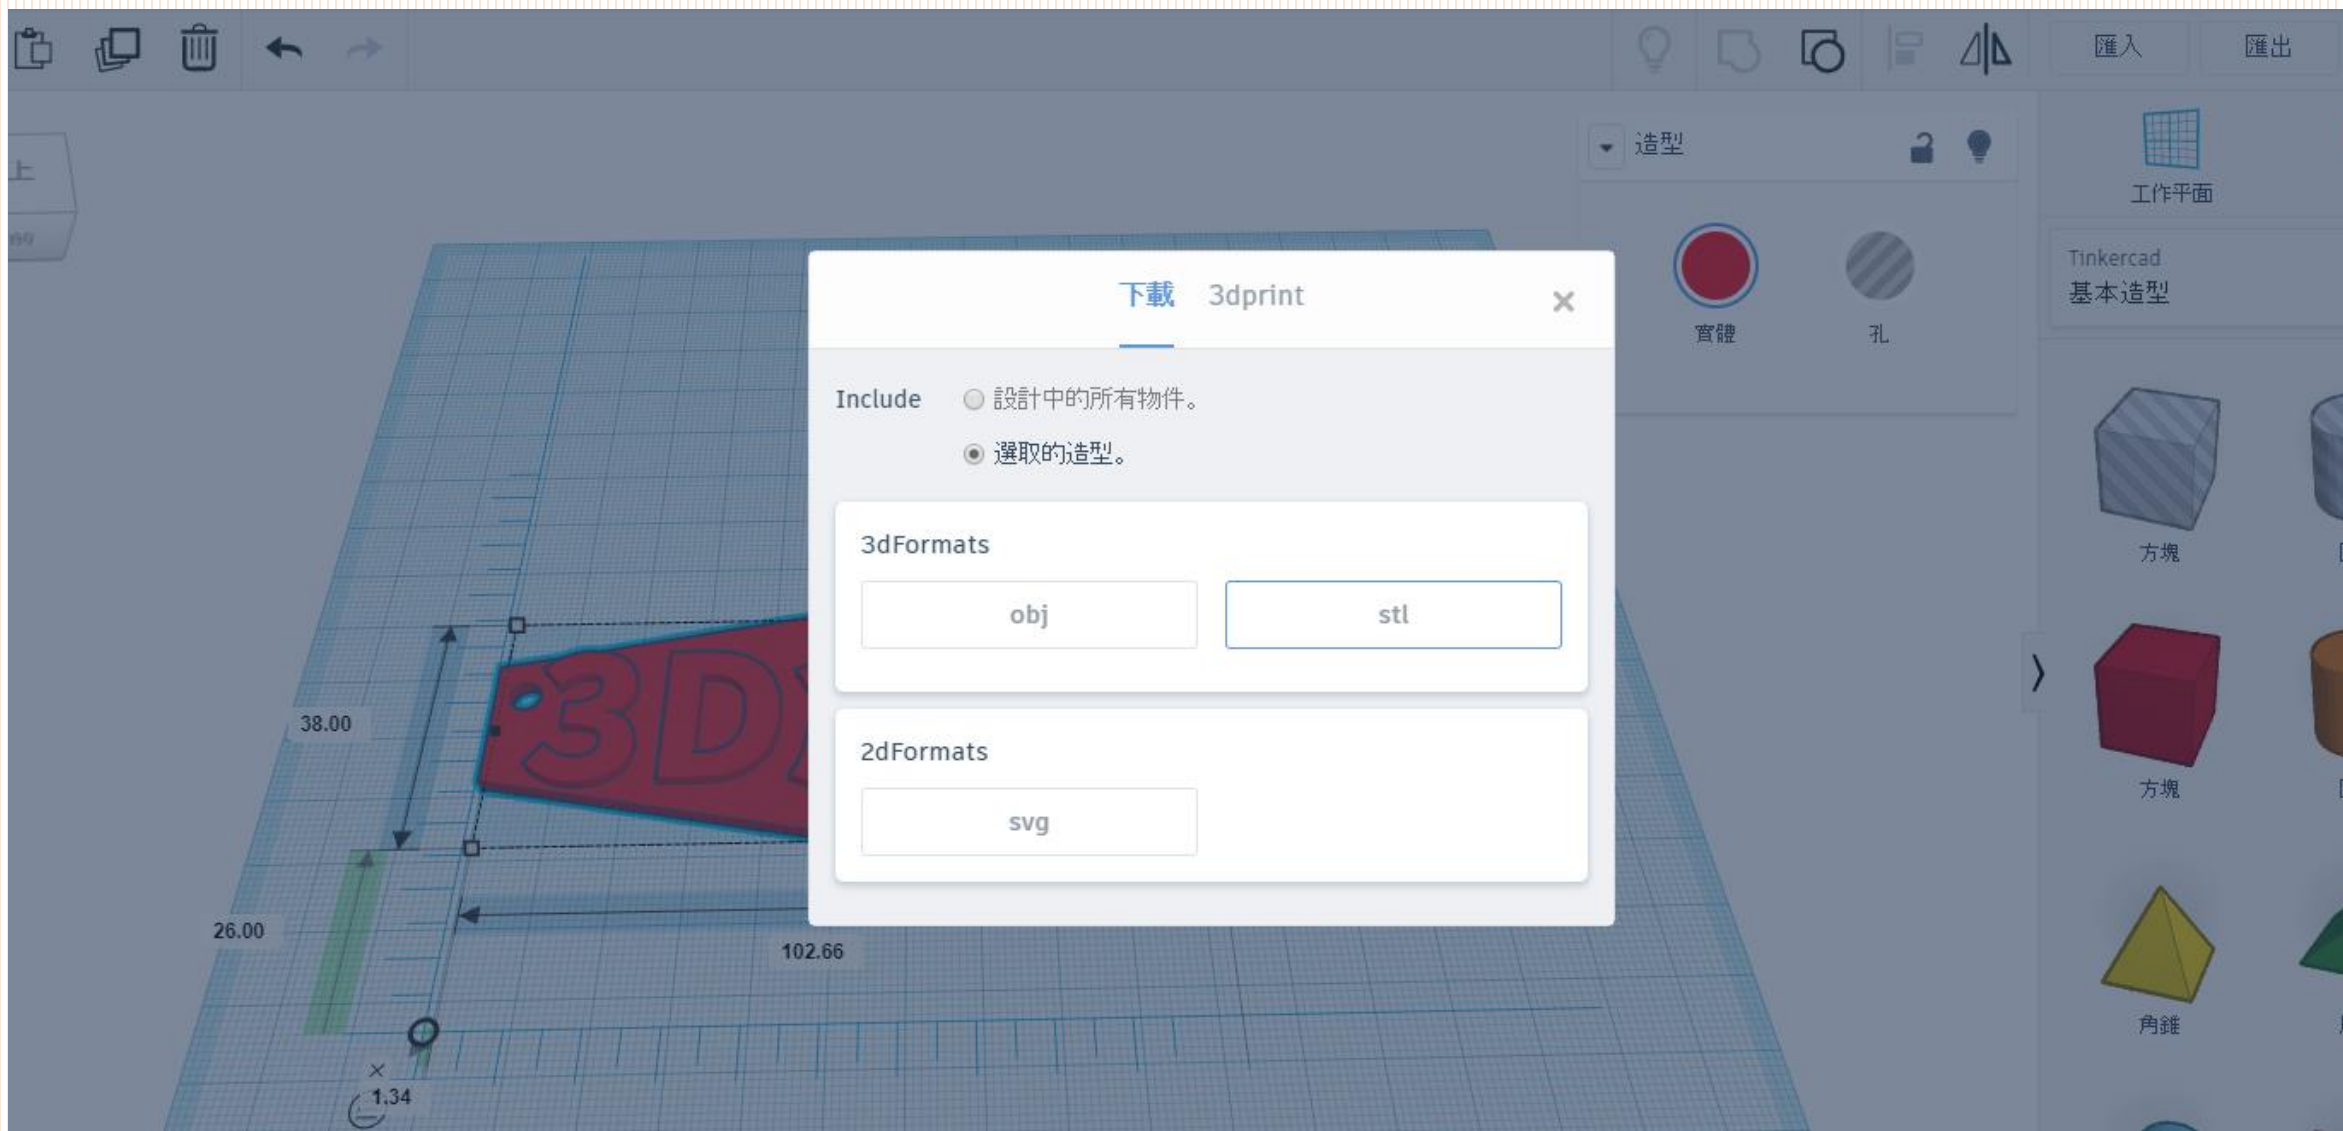 匯入 匯出
上
造型
工作平面
Tinkercad
基本造型
實體 孔
下載 3dprint
Include 設計中的所有物件。
選取的造型。
3dFormats
obj stl
2dFormats
svg
方塊
方塊
角錐
3D
38.00
26.00
102.66
1.34